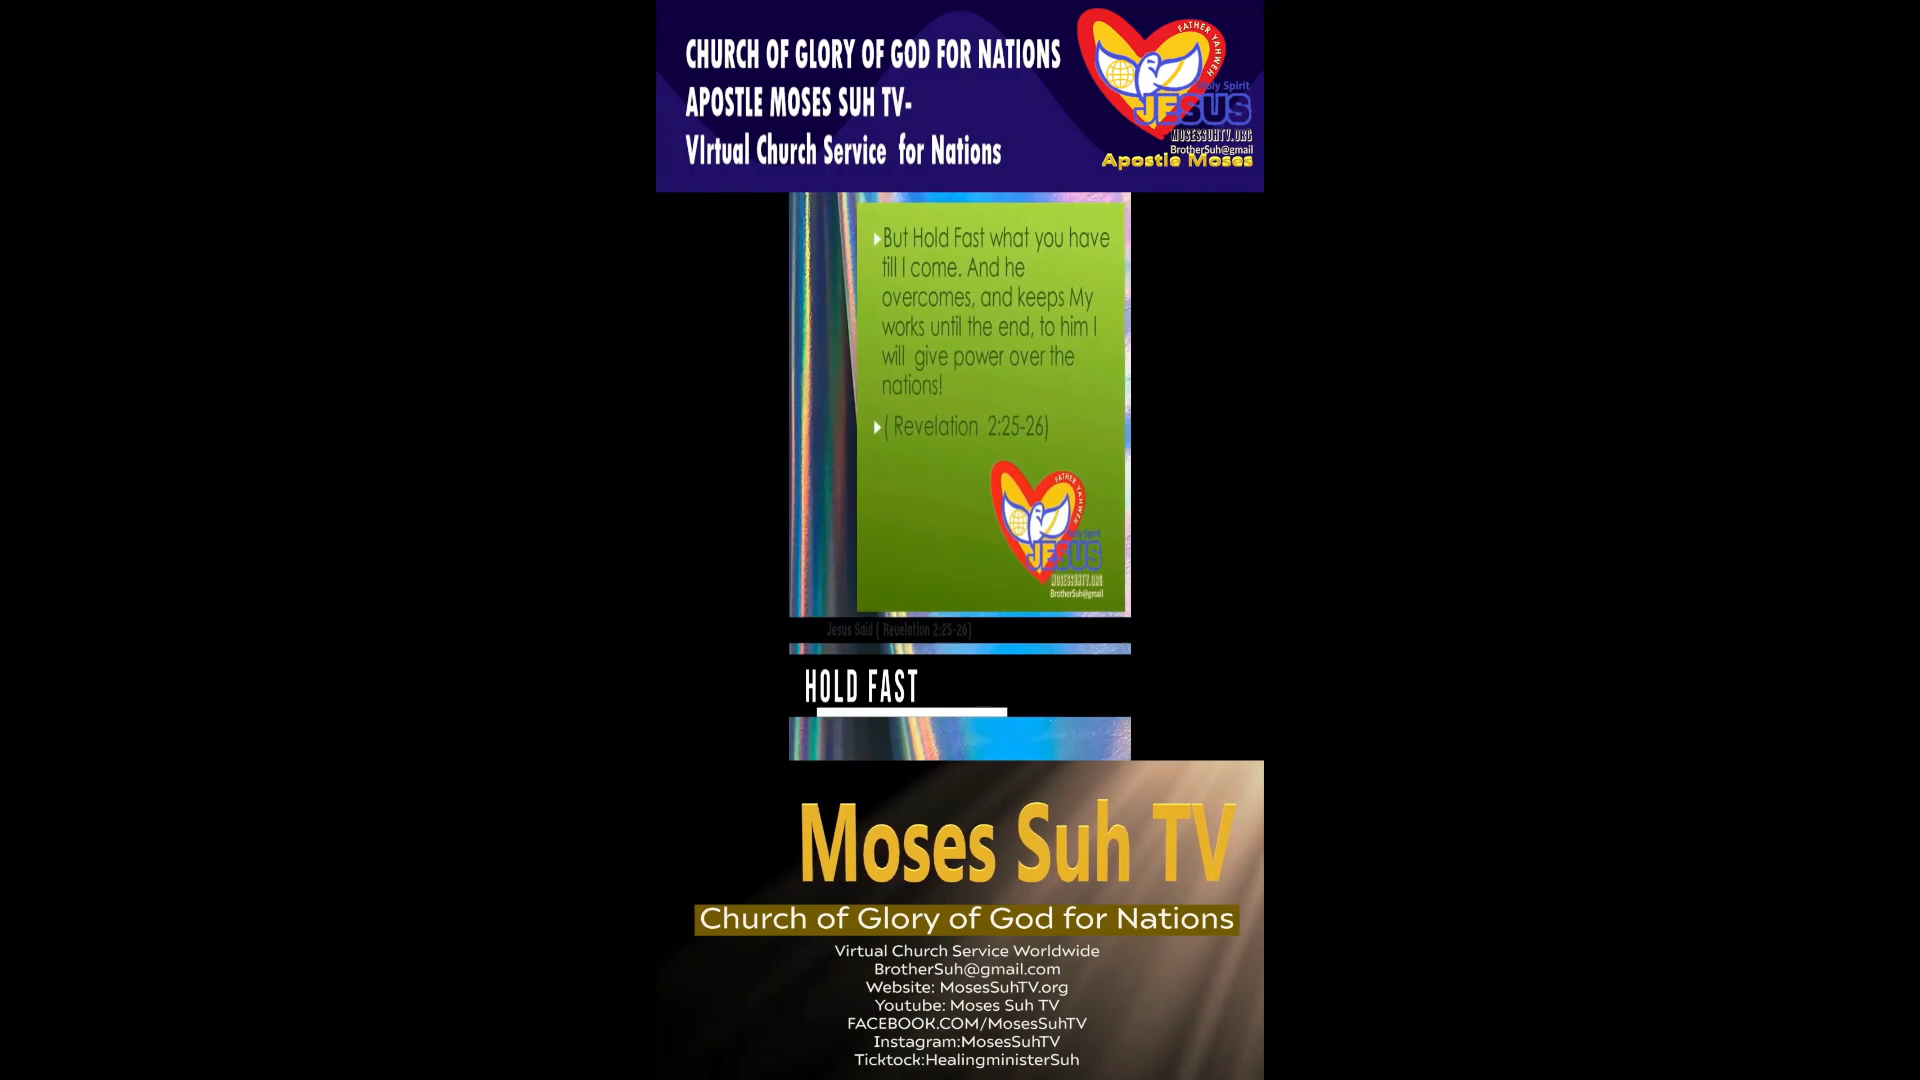 CHURCH OF GLORY OF GOD FOR NATIONS
APOSTLE MOSES SUH TV-
VIrtual Church Service for Nations
FATHER YAHWEH
ly Spirit
JESUS
MOSESSUHTV.ORG
BrotherSuh@gmail
Apostle Moses
But Hold Fast what you have
till I come. And he
overcomes, and keeps My
works until the end, to him I
will give power over the
nations!
( Revelation 2:25-26)
FATHER YAHWEH
Holy Spirit
JESUS
MOSESSUHTV.ORG
BrotherSuh@gmail
Jesus Said ( Revelation 2:25-26)
HOLD FAST
Moses Suh TV
Church of Glory of God for Nations
Virtual Church Service Worldwide
BrotherSuh@gmail.com
Website: MosesSuhTV.org
Youtube: Moses Suh TV
FACEBOOK.COM/MosesSuhTV
Instagram:MosesSuhTV
Ticktock:HealingministerSuh